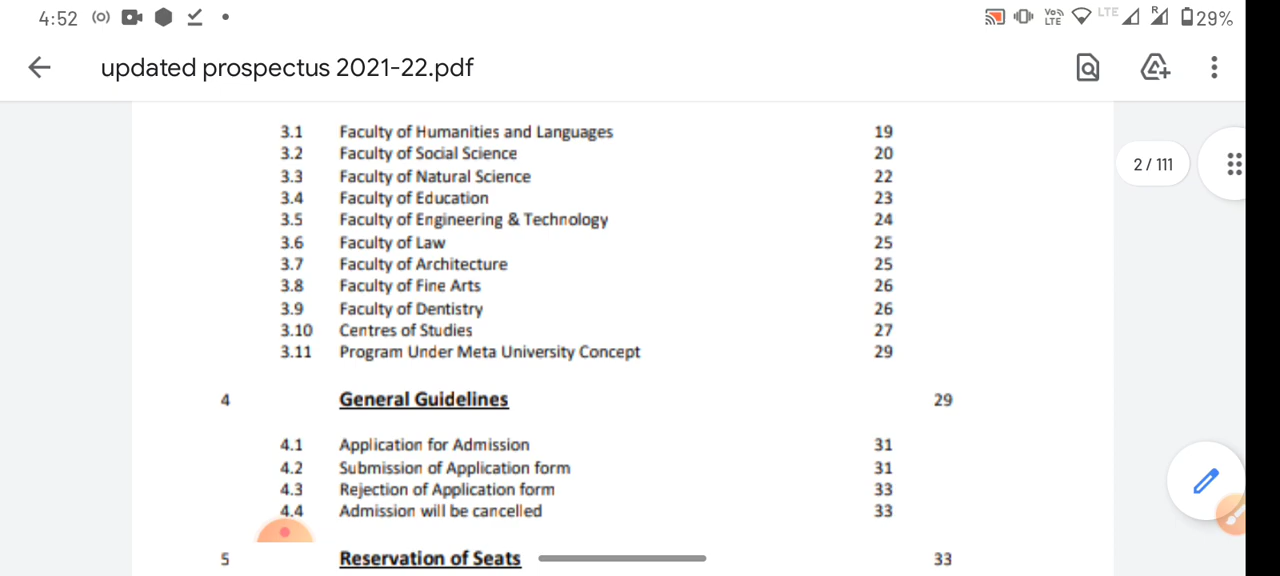 4:52 VoLTE LTE R 29%
updated prospectus 2021-22.pdf
3.1 Faculty of Humanities and Languages 19
3.2 Faculty of Social Science 20
2 / 111
3.3 Faculty of Natural Science 22
3.4 Faculty of Education 23
3.5 Faculty of Engineering & Technology 24
3.6 Faculty of Law 25
3.7 Faculty of Architecture 25
3.8 Faculty of Fine Arts 26
3.9 Faculty of Dentistry 26
3.10 Centres of Studies 27
3.11 Program Under Meta University Concept 29
4 General Guidelines 29
4.1 Application for Admission 31
4.2 Submission of Application form 31
4.3 Rejection of Application form 33
4.4 Admission will be cancelled 33
5 Reservation of Seats 33